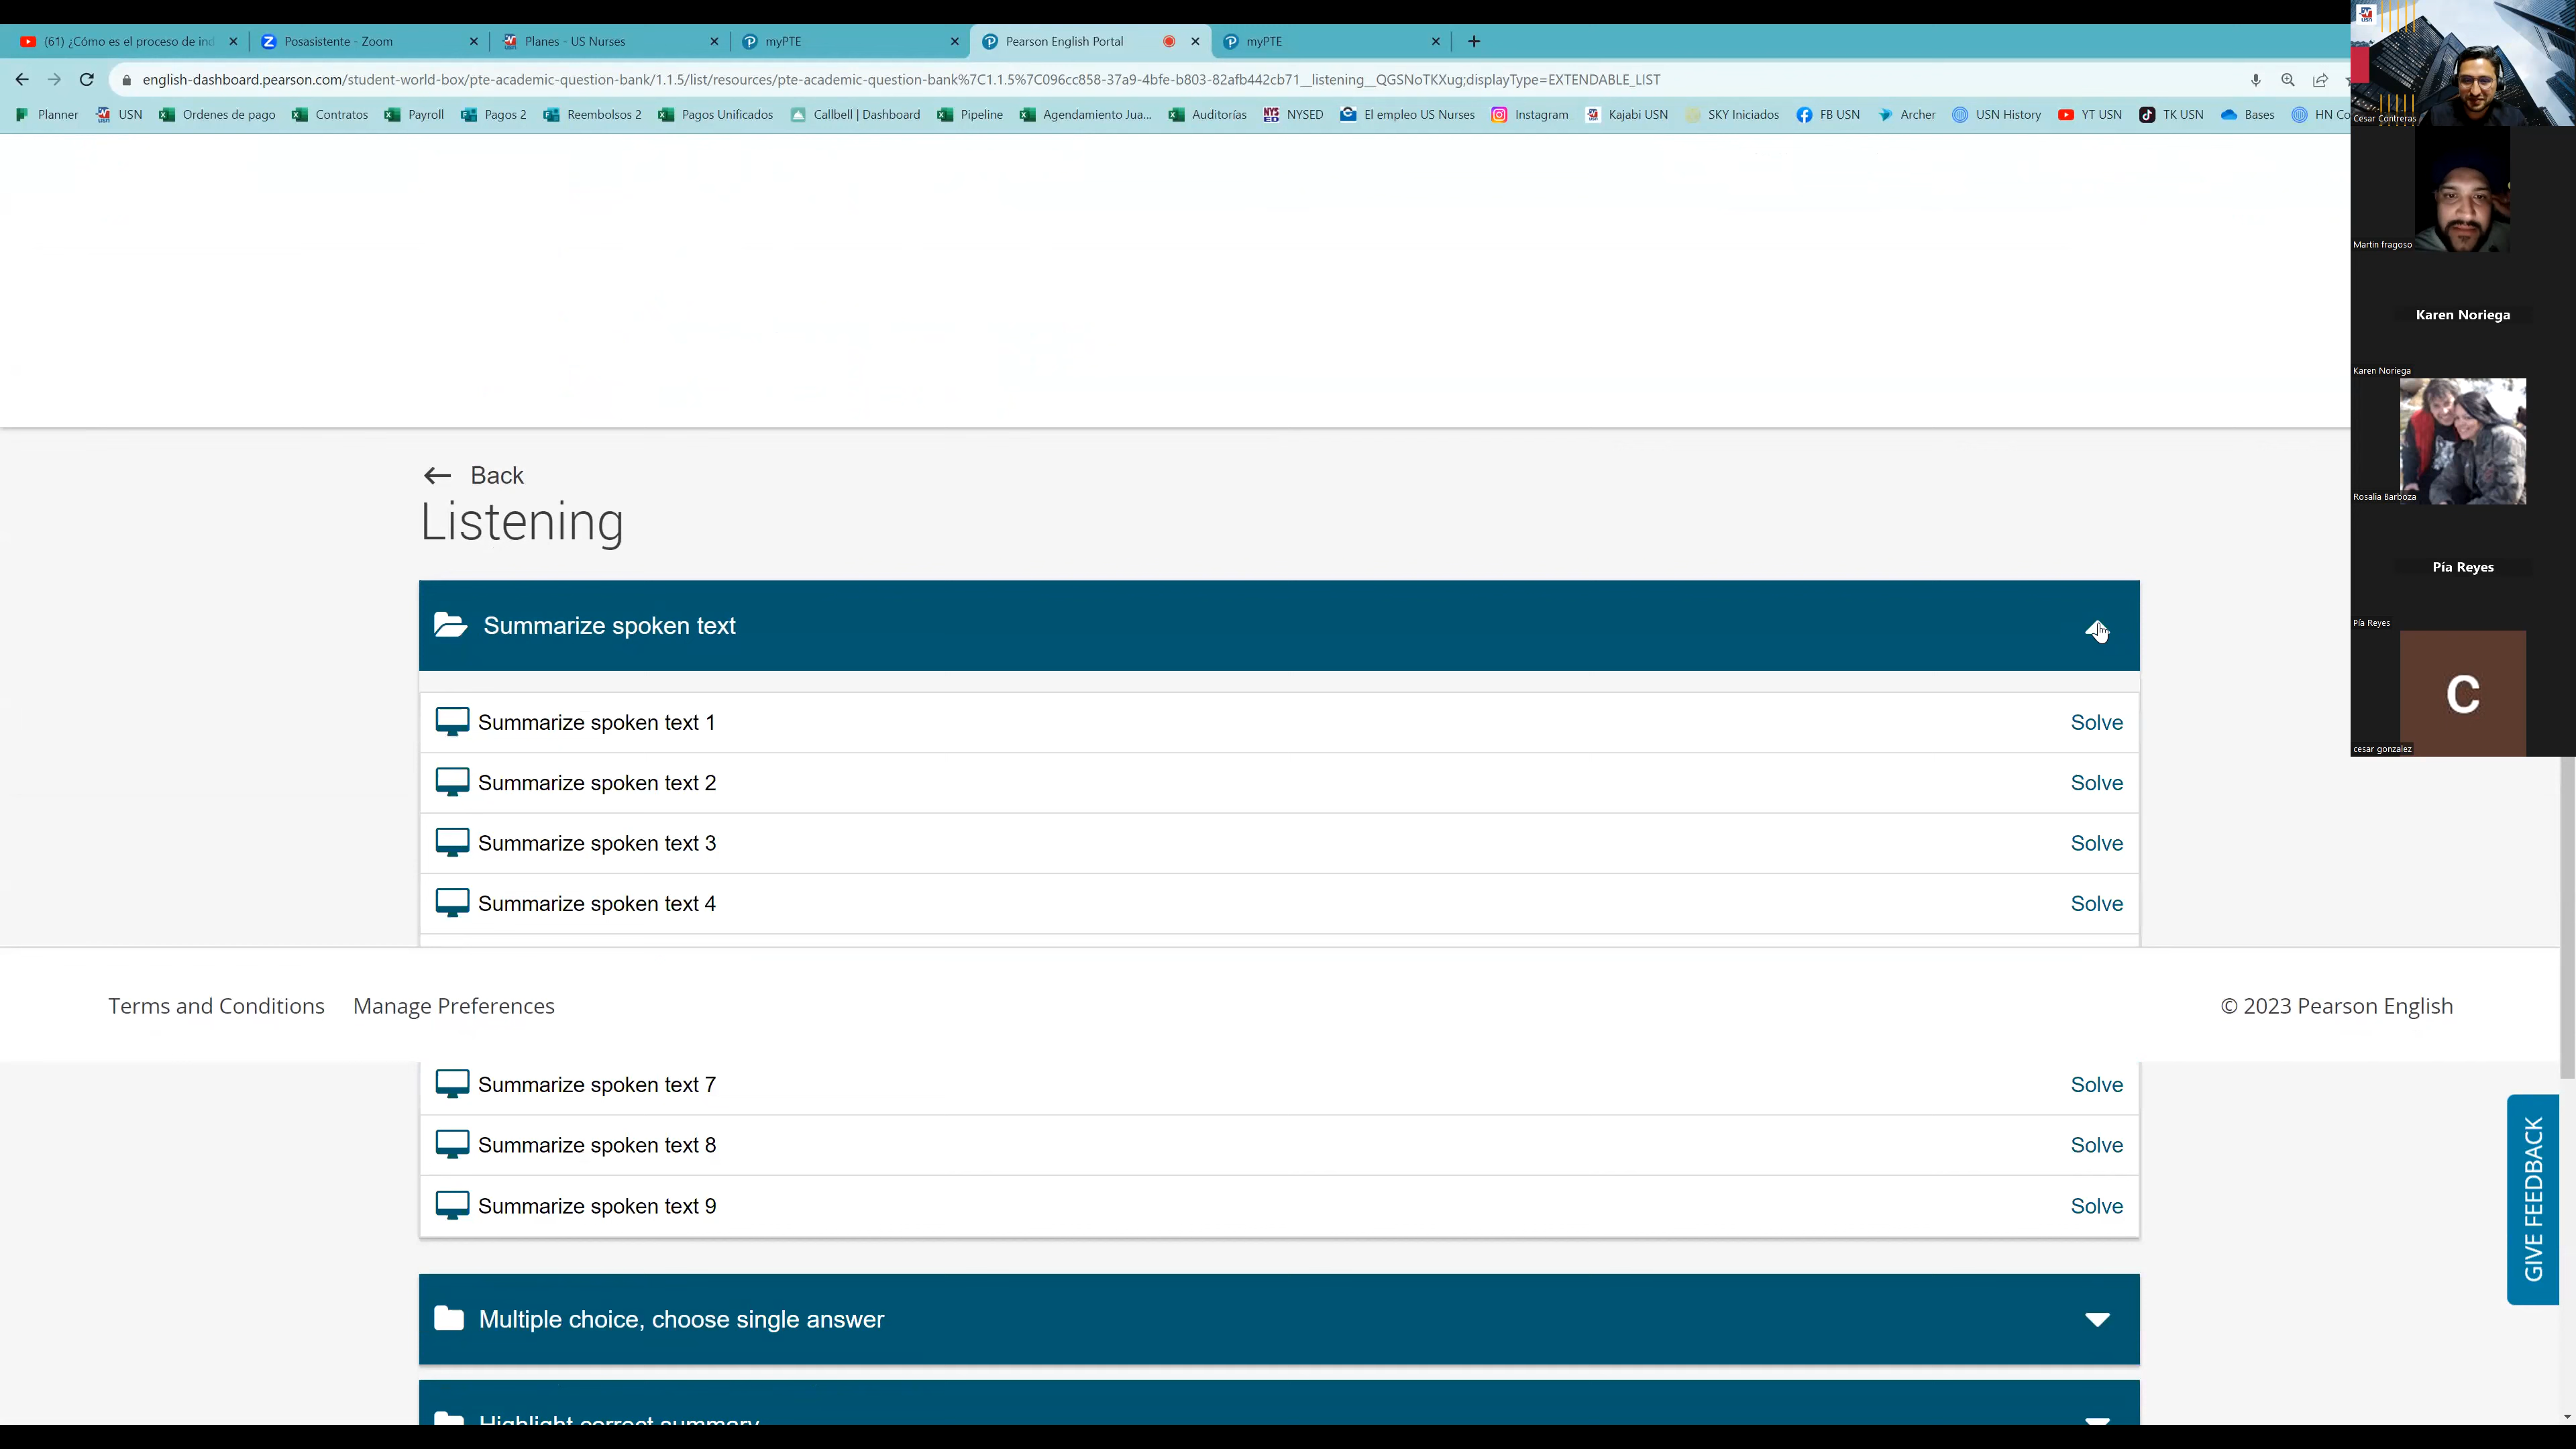 (61) ¿Cómo es el proceso de ind
Posasistente - Zoom
Planes - US Nurses
myPTE
Pearson English Portal
myPTE
english-dashboard.pearson.com/student-world-box/pte-academic-question-bank/1.1.5/list/resources/pte-academic-question-bank%7C1.1.5%7C096cc858-37a9-4bfe-b803-82afb442cb71__listening__QGSNoTKXug;displayType=EXTENDABLE_LIST
Planner
USN
Ordenes de pago
Contratos
Payroll
Pagos 2
Reembolsos 2
Pagos Unificados
Callbell | Dashboard
Pipeline
Agendamiento Jua...
Auditorías
NYSED
El empleo US Nurses
Instagram
Kajabi USN
SKY Iniciados
FB USN
Archer
USN History
YT USN
TK USN
Bases
HN Co
Cesar Contreras
Martin fragoso
Karen Noriega
Karen Noriega
Rosalia Barboza
Pía Reyes
Pía Reyes
C
cesar gonzalez
Back
Listening
Summarize spoken text
Summarize spoken text 1 Solve
Summarize spoken text 2 Solve
Summarize spoken text 3 Solve
Summarize spoken text 4 Solve
Terms and Conditions Manage Preferences © 2023 Pearson English
Summarize spoken text 7 Solve
Summarize spoken text 8 Solve
Summarize spoken text 9 Solve
GIVE FEEDBACK
Multiple choice, choose single answer
Highlight correct summary